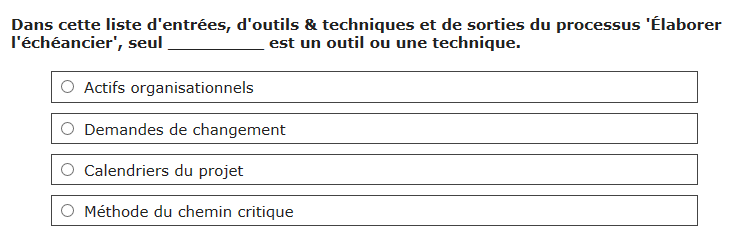 Dans cette liste d'entrées, d'outils & techniques et de sorties du processus 'Élaborer
l'échéancier', seul ___________ est un outil ou une technique.
Actifs organisationnels
Demandes de changement
Calendriers du projet
Méthode du chemin critique